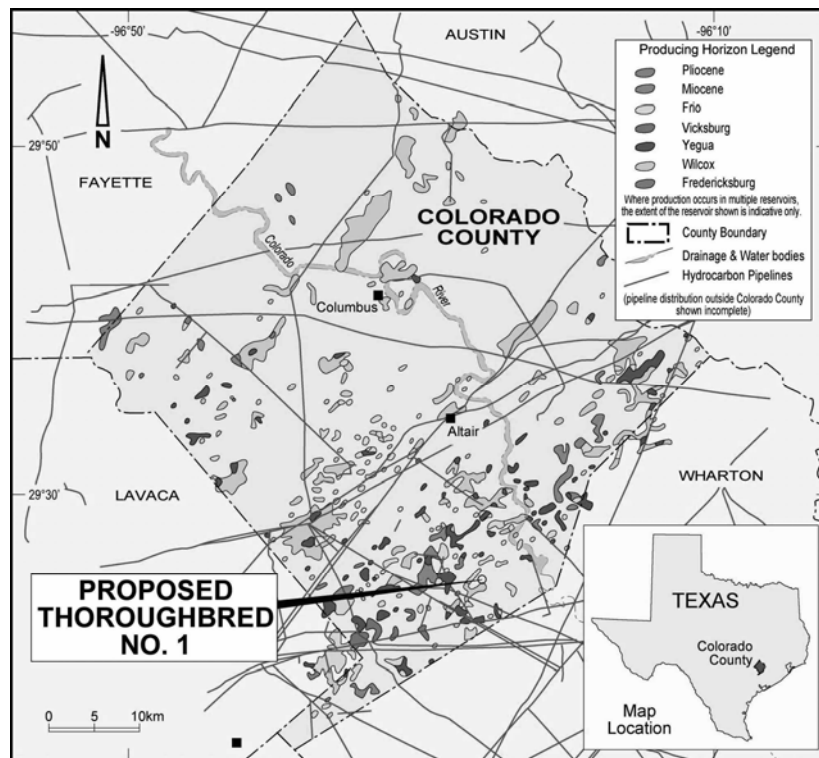 -96°50'
-96°10'
AUSTIN
Producing Horizon Legend
Pliocene
Miocene
Frio
Vicksburg
Yegua
Wilcox
Fredericksburg
Where production occurs in multiple reservoirs,
the extent of the reservoir shown is indicative only.
County Boundary
Drainage & Water bodies
Hydrocarbon Pipelines
(pipeline distribution outside Colorado County
shown incomplete)
N
29°50'
FAYETTE
COLORADO
COUNTY
Colorado
River
Columbus
Altair
WHARTON
29°30'
LAVACA
PROPOSED
THOROUGHBRED
NO. 1
TEXAS
Colorado
County
Map
Location
0 5 10km